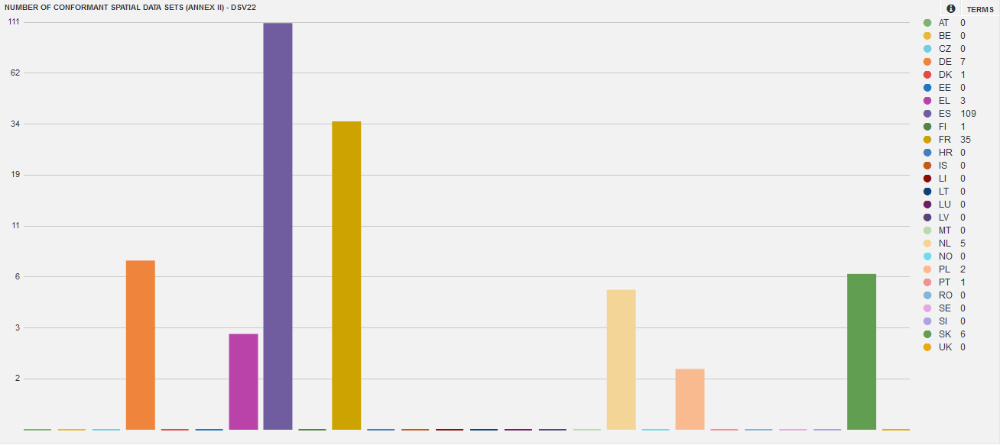 NUMBER OF CONFORMANT SPATIAL DATA SETS (ANNEX II) - DSV22
TERMS
111
62
34
19
11
6
3
2
AT 0
BE 0
CZ 0
DE 7
DK 1
EE 0
EL 3
ES 109
FI 1
FR 35
HR 0
IS 0
LI 0
LT 0
LU 0
LV 0
MT 0
NL 5
NO 0
PL 2
PT 1
RO 0
SE 0
SI 0
SK 6
UK 0